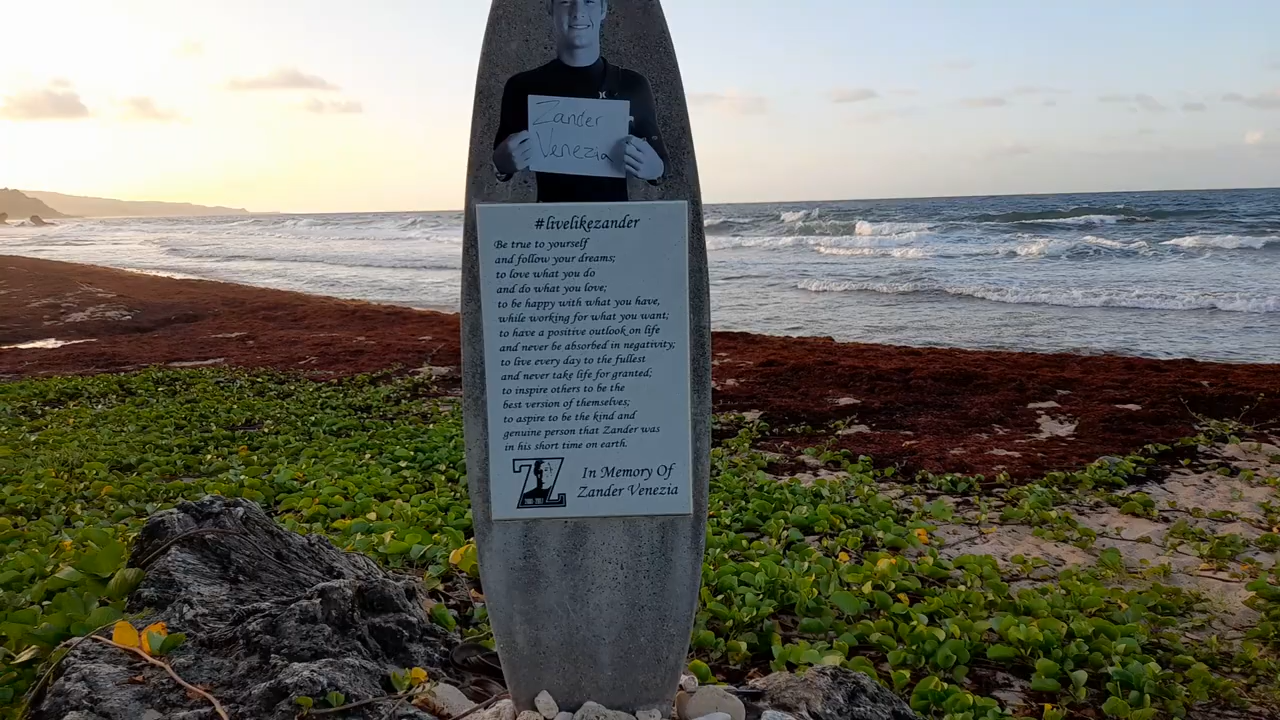 Zander
Venezia
#livelikezander
Be true to yourself
and follow your dreams;
to love what you do
and do what you love;
to be happy with what you have,
while working for what you want;
to have a positive outlook on life
and never be absorbed in negativity;
to live every day to the fullest
and never take life for granted;
to inspire others to be the
best version of themselves;
to aspire to be the kind and
genuine person that Zander was
in his short time on earth.
In Memory Of
Zander Venezia